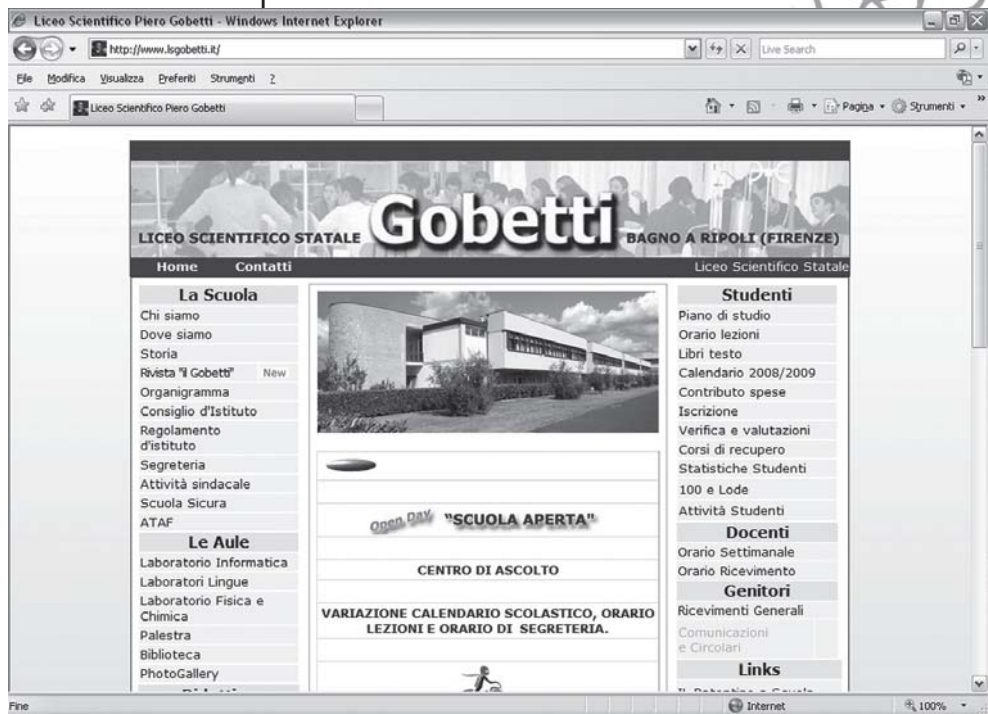 Liceo Scientifico Piero Gobetti - Windows Internet Explorer
http://www.lsgobetti.it/
Live Search
File Modifica Visualizza Preferiti Strumenti ?
Liceo Scientifico Piero Gobetti
Pagina Strumenti
LICEO SCIENTIFICO STATALE Gobetti BAGNO A RIPOLI (FIRENZE)
Home Contatti Liceo Scientifico Statale
La Scuola
Chi siamo
Dove siamo
Storia
Rivista "il Gobetti" New
Organigramma
Consiglio d'Istituto
Regolamento
d'istituto
Segreteria
Attività sindacale
Scuola Sicura
ATAF
Le Aule
Laboratorio Informatica
Laboratori Lingue
Laboratorio Fisica e
Chimica
Palestra
Biblioteca
PhotoGallery
Open Day "SCUOLA APERTA"
CENTRO DI ASCOLTO
VARIAZIONE CALENDARIO SCOLASTICO, ORARIO
LEZIONI E ORARIO DI SEGRETERIA.
Studenti
Piano di studio
Orario lezioni
Libri testo
Calendario 2008/2009
Contributo spese
Iscrizione
Verifica e valutazioni
Corsi di recupero
Statistiche Studenti
100 e Lode
Attività Studenti
Docenti
Orario Settimanale
Orario Ricevimento
Genitori
Ricevimenti Generali
Comunicazioni
e Circolari
Links
Fine Internet 100%